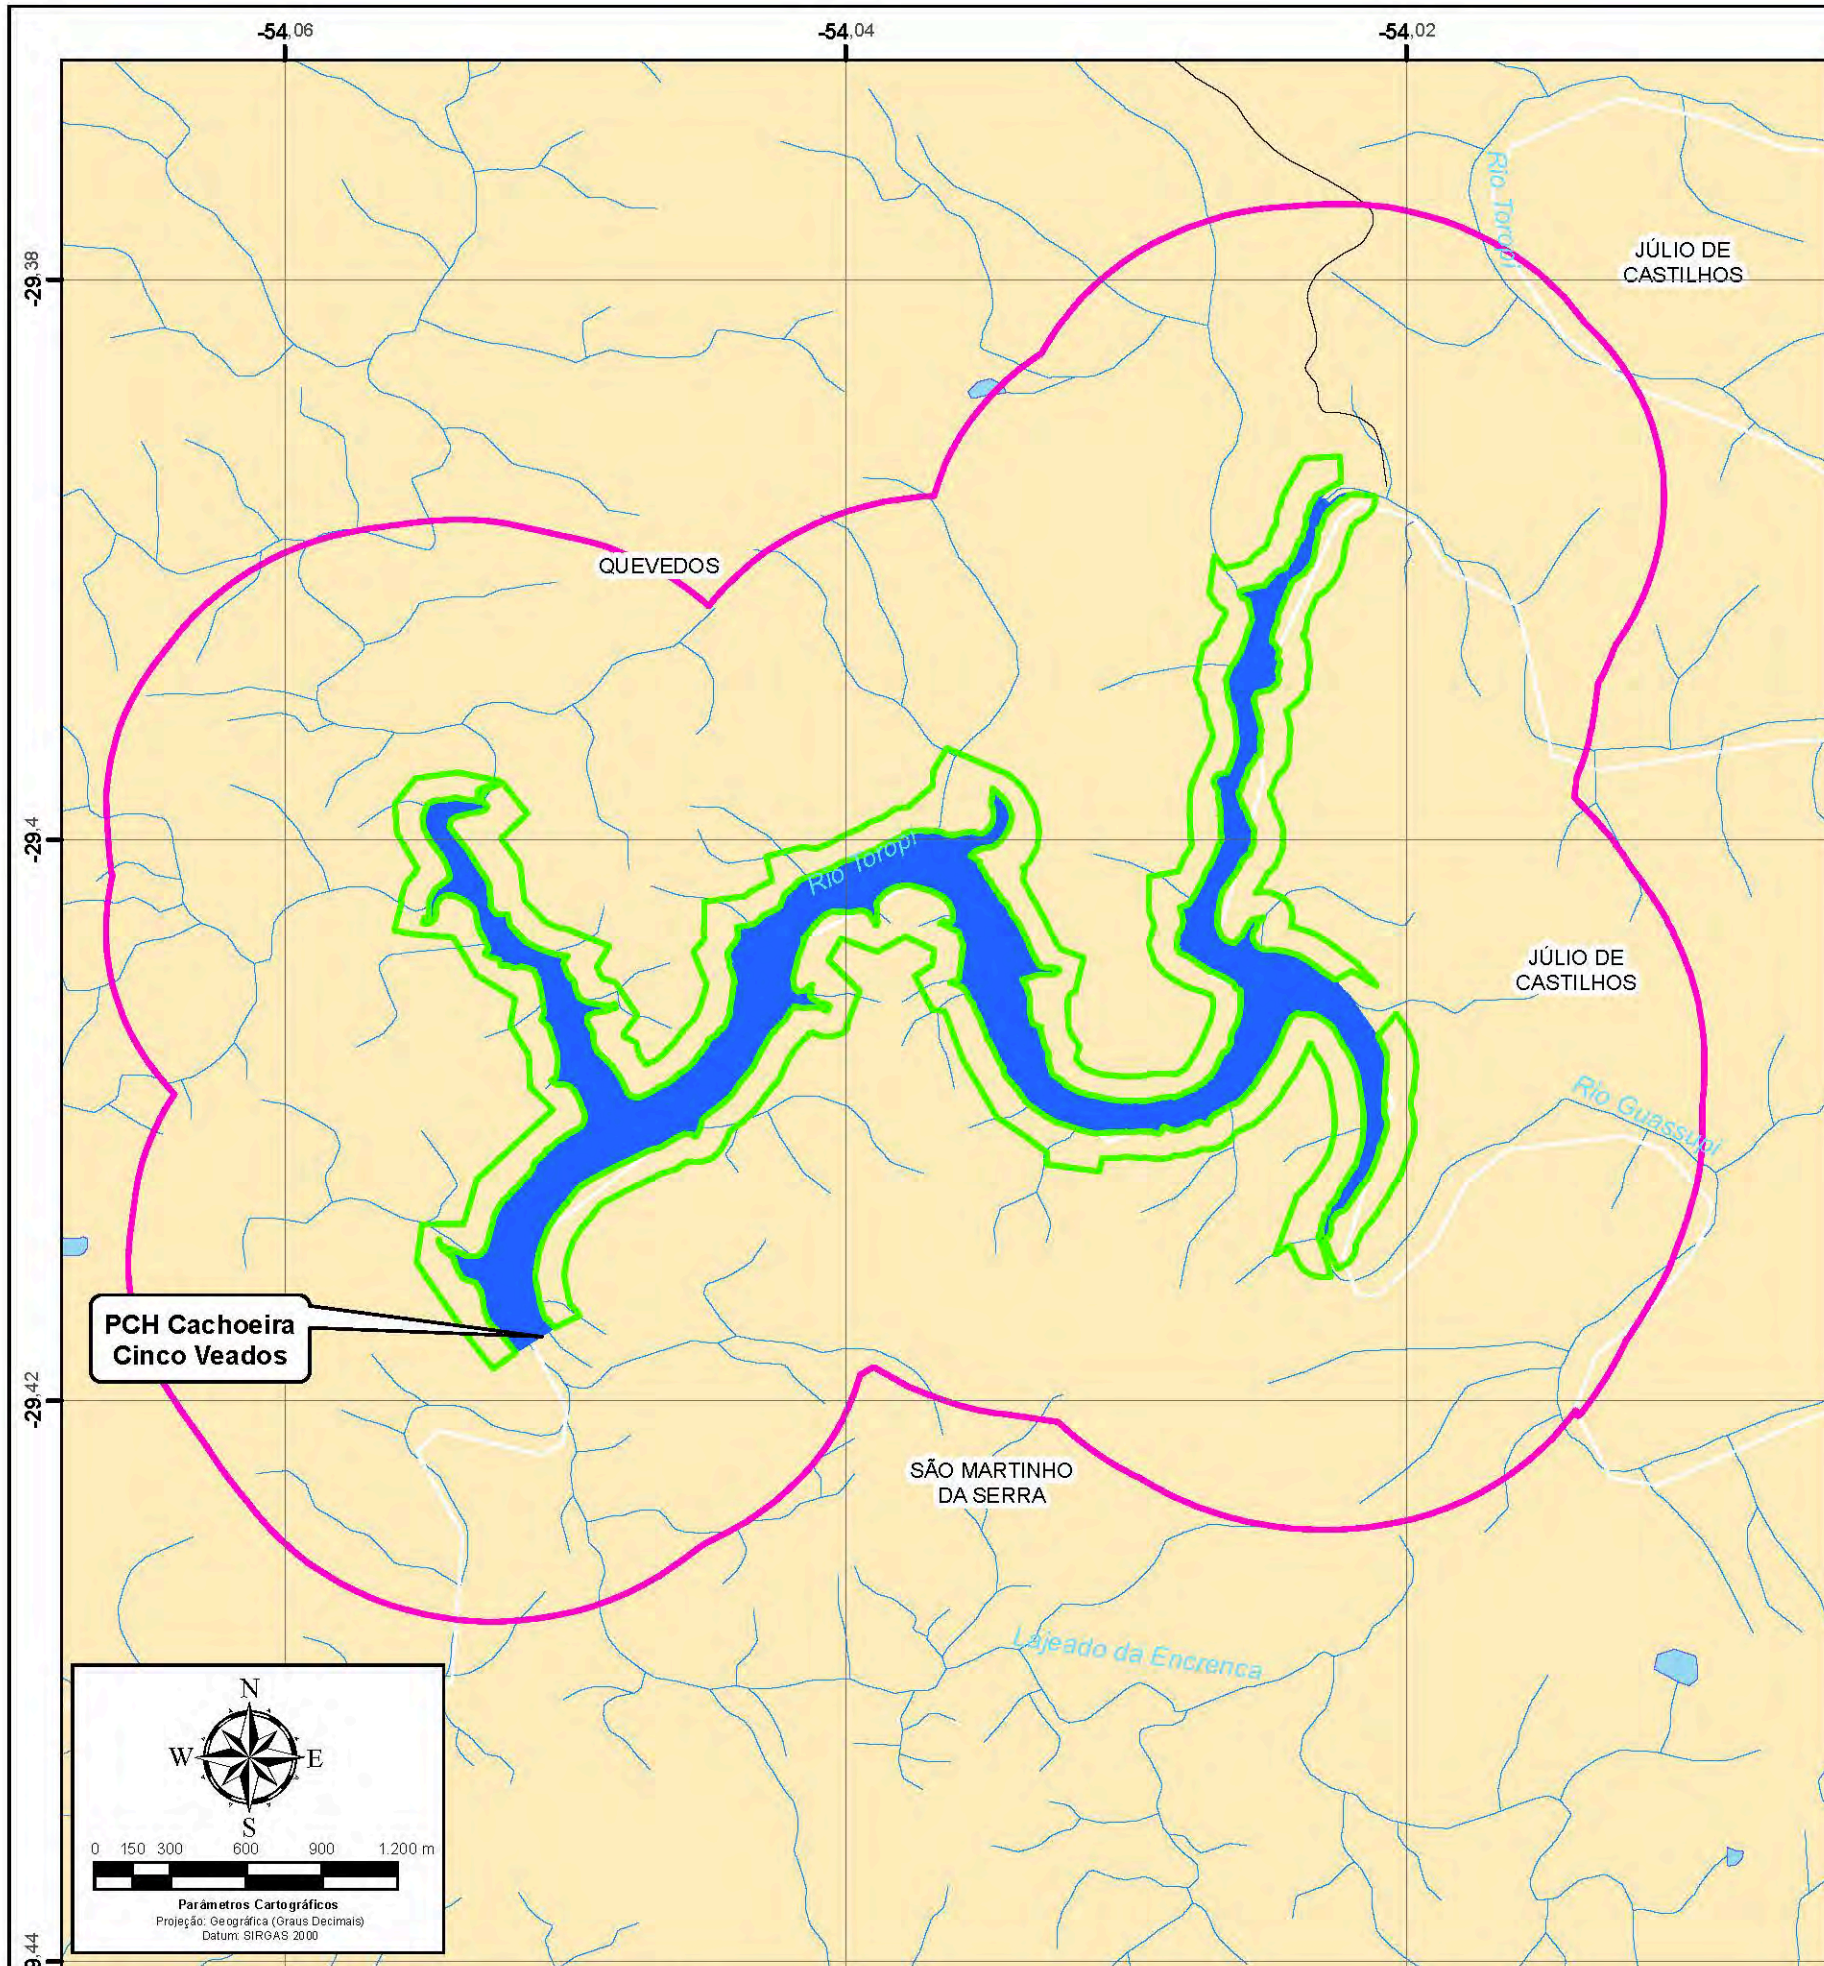 -54,06
-54,04
-54,02
-29,38
-29,4
-29,42
9,44
Rio Toropi
JÚLIO DE
CASTILHOS
QUEVEDOS
Rio Toropi
JÚLIO DE
CASTILHOS
Rio Guassupi
PCH Cachoeira
Cinco Veados
SÃO MARTINHO
DA SERRA
Lajeado da Encrenca
N
W E
S
0 150 300 600 900 1.200 m
Parâmetros Cartográficos
Projeção: Geográfica (Graus Decimais)
Datum: SIRGAS 2000